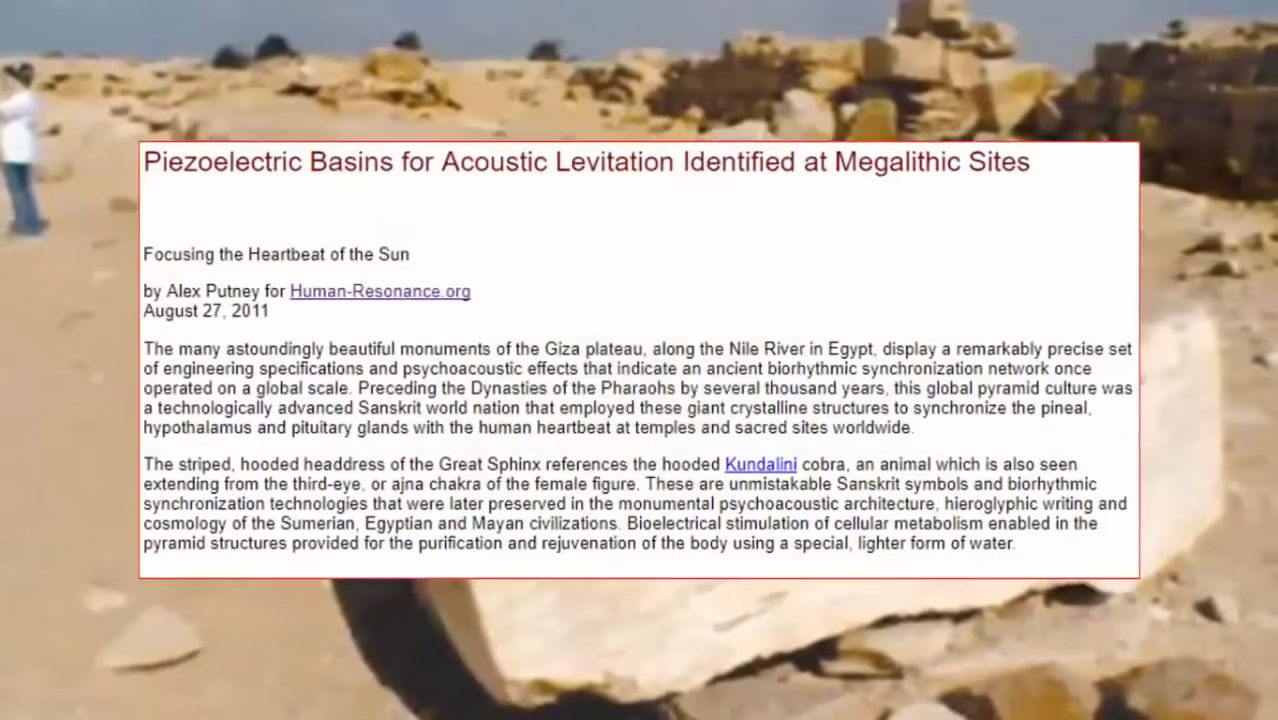 Piezoelectric Basins for Acoustic Levitation Identified at Megalithic Sites
Focusing the Heartbeat of the Sun
by Alex Putney for Human-Resonance.org
August 27, 2011
The many astoundingly beautiful monuments of the Giza plateau, along the Nile River in Egypt, display a remarkably precise set
of engineering specifications and psychoacoustic effects that indicate an ancient biorhythmic synchronization network once
operated on a global scale. Preceding the Dynasties of the Pharaohs by several thousand years, this global pyramid culture was
a technologically advanced Sanskrit world nation that employed these giant crystalline structures to synchronize the pineal,
hypothalamus and pituitary glands with the human heartbeat at temples and sacred sites worldwide.
The striped, hooded headdress of the Great Sphinx references the hooded Kundalini cobra, an animal which is also seen
extending from the third-eye, or ajna chakra of the female figure. These are unmistakable Sanskrit symbols and biorhythmic
synchronization technologies that were later preserved in the monumental psychoacoustic architecture, hieroglyphic writing and
cosmology of the Sumerian, Egyptian and Mayan civilizations. Bioelectrical stimulation of cellular metabolism enabled in the
pyramid structures provided for the purification and rejuvenation of the body using a special, lighter form of water.